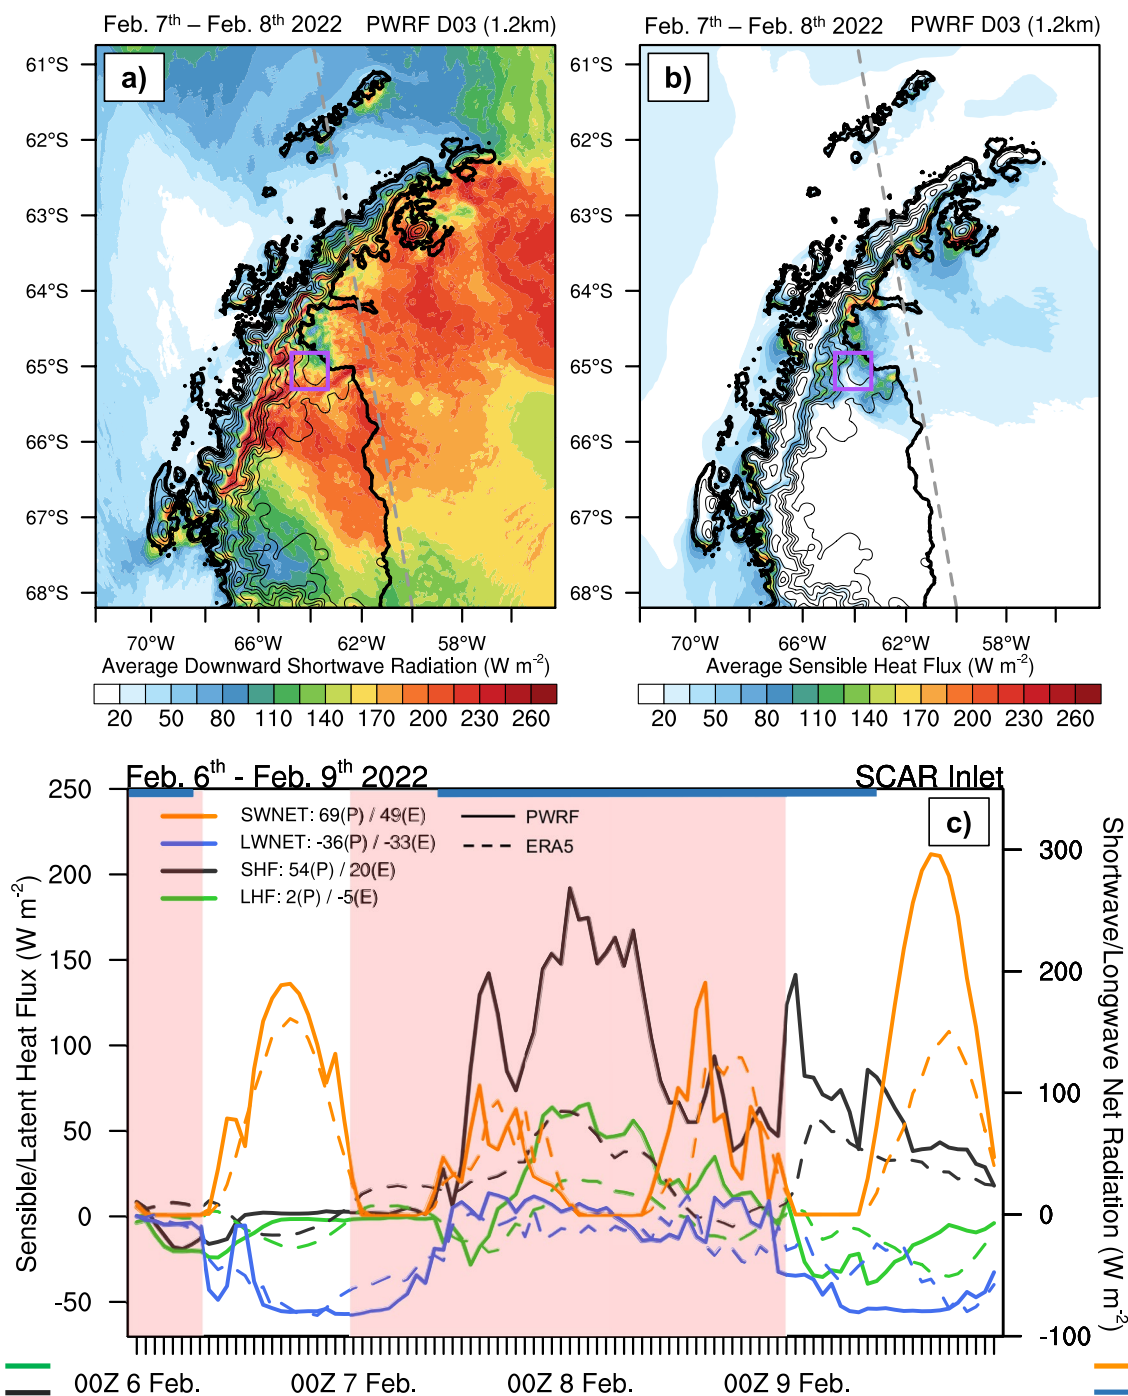 Feb. 7th – Feb. 8th 2022 PWRF D03 (1.2km)
a)
61°S
62°S
63°S
64°S
65°S
66°S
67°S
68°S
70°W 66°W 62°W 58°W
Average Downward Shortwave Radiation (W m-2)
20 50 80 110 140 170 200 230 260
Feb. 7th – Feb. 8th 2022 PWRF D03 (1.2km)
b)
61°S
62°S
63°S
64°S
65°S
66°S
67°S
68°S
70°W 66°W 62°W 58°W
Average Sensible Heat Flux (W m-2)
20 50 80 110 140 170 200 230 260
Feb. 6th - Feb. 9th 2022 SCAR Inlet
c)
SWNET: 69(P) / 49(E) PWRF
LWNET: -36(P) / -33(E) ERA5
SHF: 54(P) / 20(E)
LHF: 2(P) / -5(E)
Sensible/Latent Heat Flux (W m-2)
250
200
150
100
50
0
-50
Shortwave/Longwave Net Radiation (W m-2)
300
200
100
0
-100
00Z 6 Feb. 00Z 7 Feb. 00Z 8 Feb. 00Z 9 Feb.